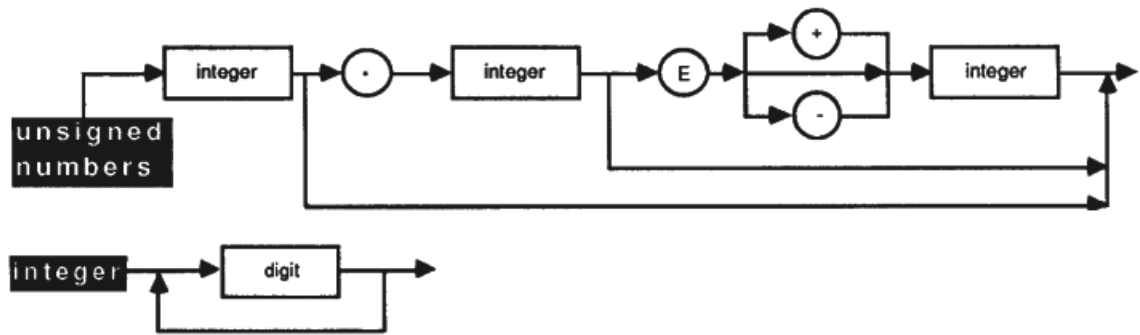 +
integer
.
integer
E
integer
-
unsigned
numbers
integer
digit